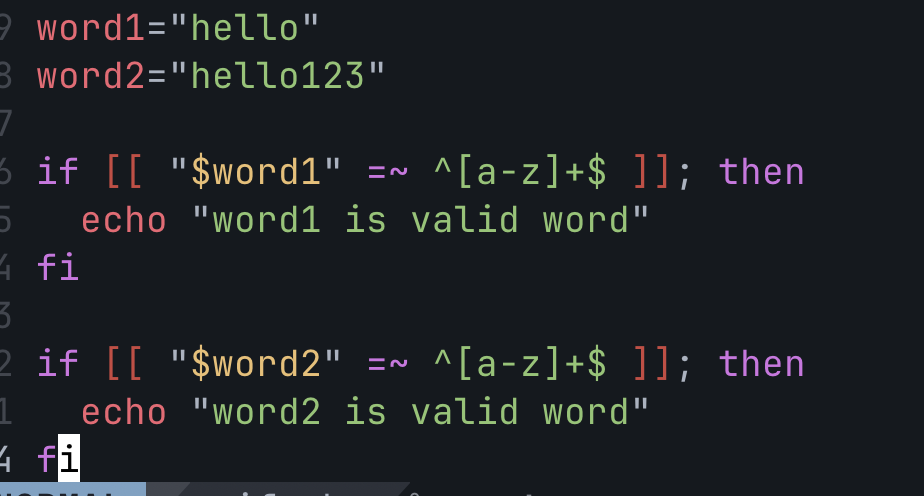 9 word1="hello"
8 word2="hello123"
7
6 if [[ "$word1" =~ ^[a-z]+$ ]]; then
5   echo "word1 is valid word"
4 fi
3
2 if [[ "$word2" =~ ^[a-z]+$ ]]; then
1   echo "word2 is valid word"
4 fi
NORMAL